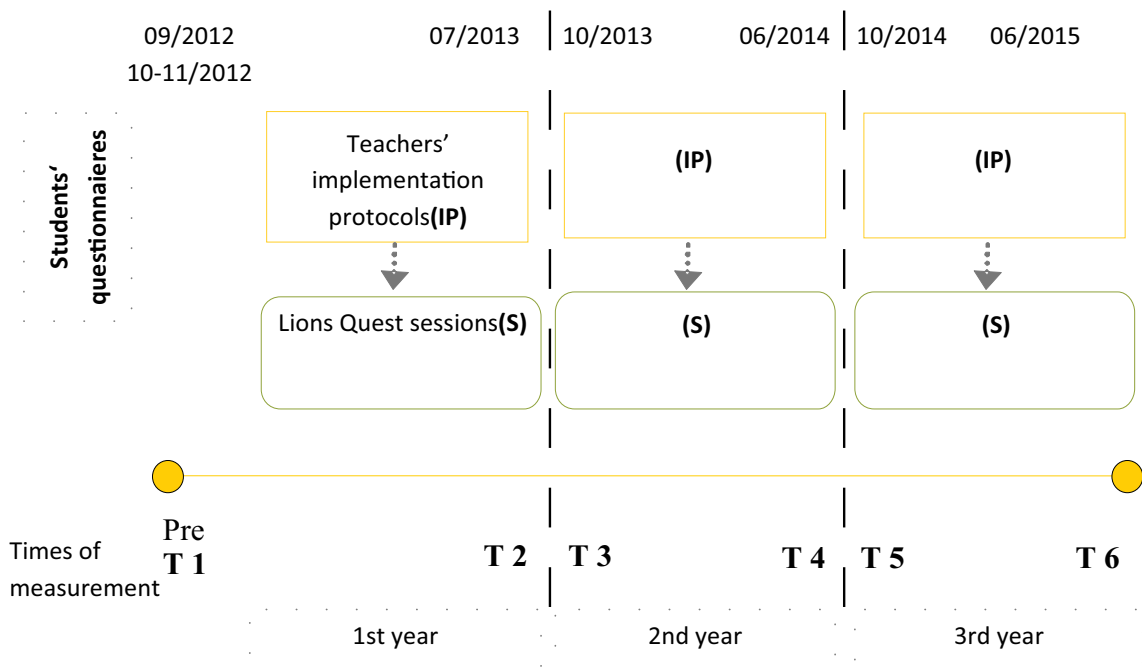 09/2012 07/2013 10/2013 06/2014 10/2014 06/2015
10-11/2012
Students‘
questionnaieres
Teachers’
implementation
protocols(IP)
(IP)
(IP)
Lions Quest sessions(S)
(S)
(S)
Pre
Times of
measurement
T 1
T 2
T 3
T 4
T 5
T 6
1st year
2nd year
3rd year